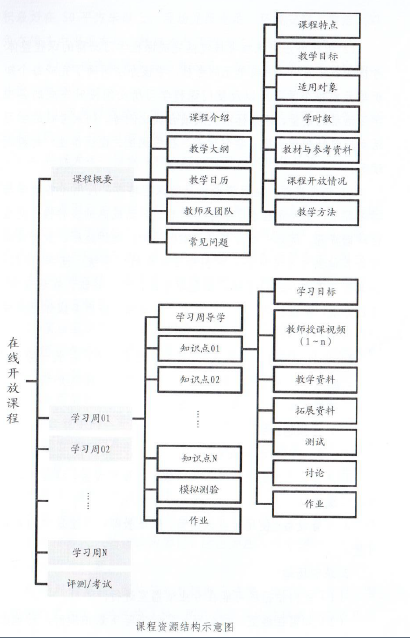 在线开放课程
课程概要
课程介绍
课程特点
教学目标
适用对象
学时数
教材与参考资料
课程开放情况
教学方法
教学大纲
教学日历
教师及团队
常见问题
学习周01
学习周导学
知识点01
学习目标
教师授课视频
(1-n)
教学资料
拓展资料
测试
讨论
作业
知识点02
……
知识点N
模拟测验
作业
学习周02
……
学习周N
评测/考试
课程资源结构示意图